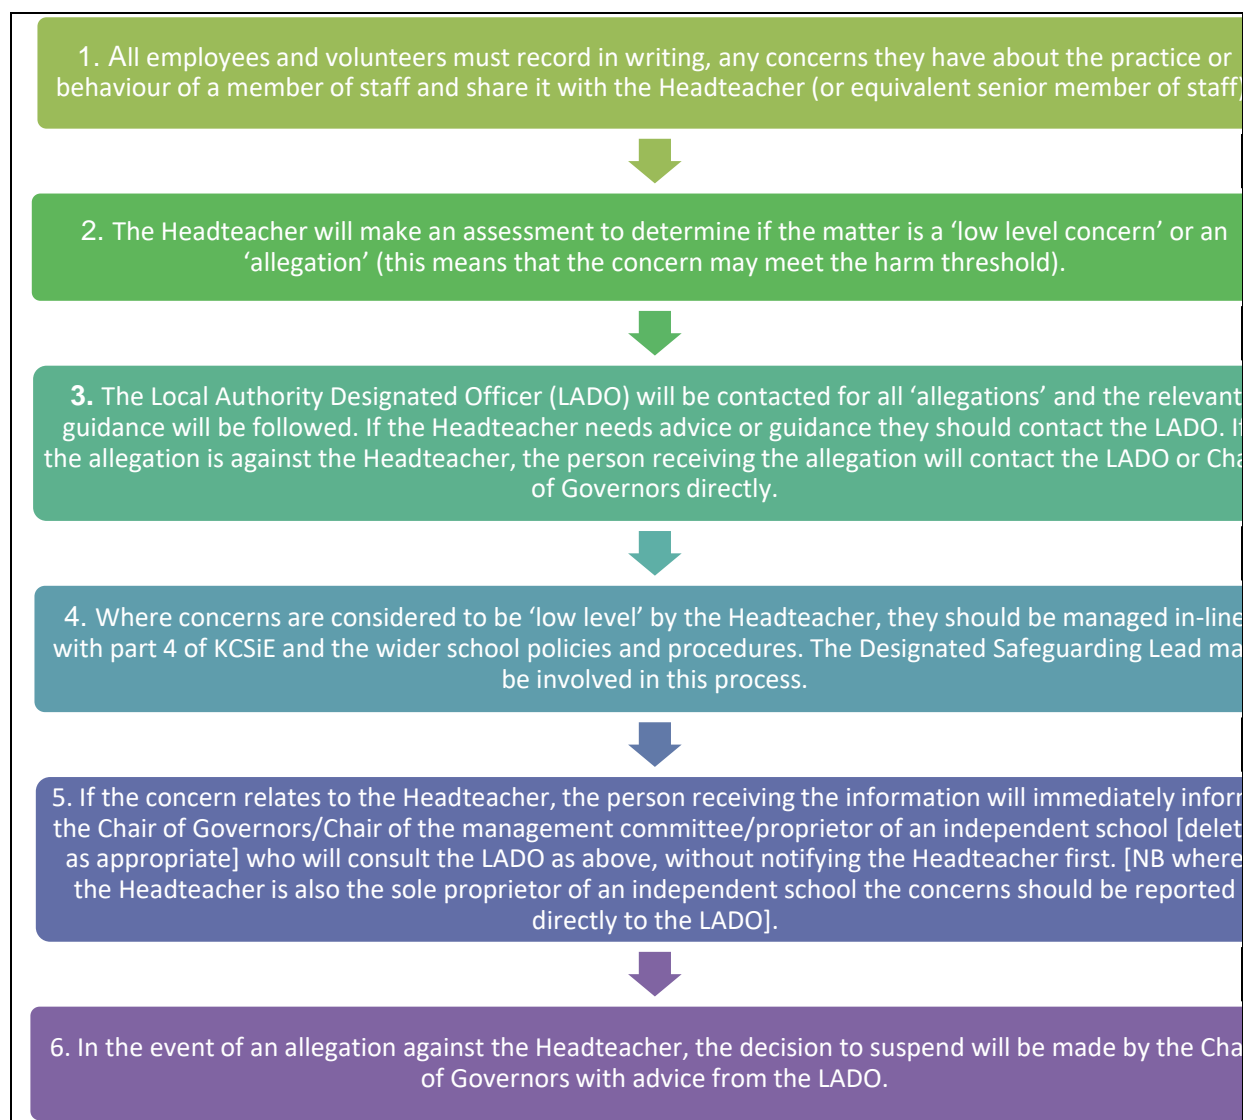 1. All employees and volunteers must record in writing, any concerns they have about the practice or
behaviour of a member of staff and share it with the Headteacher (or equivalent senior member of staff)
2. The Headteacher will make an assessment to determine if the matter is a ‘low level concern’ or an
‘allegation’ (this means that the concern may meet the harm threshold).
3. The Local Authority Designated Officer (LADO) will be contacted for all ‘allegations’ and the relevant
guidance will be followed. If the Headteacher needs advice or guidance they should contact the LADO. If
the allegation is against the Headteacher, the person receiving the allegation will contact the LADO or Cha
of Governors directly.
4. Where concerns are considered to be ‘low level’ by the Headteacher, they should be managed in-line
with part 4 of KCSiE and the wider school policies and procedures. The Designated Safeguarding Lead ma
be involved in this process.
5. If the concern relates to the Headteacher, the person receiving the information will immediately infor
the Chair of Governors/Chair of the management committee/proprietor of an independent school [delet
as appropriate] who will consult the LADO as above, without notifying the Headteacher first. [NB where
the Headteacher is also the sole proprietor of an independent school the concerns should be reported
directly to the LADO].
6. In the event of an allegation against the Headteacher, the decision to suspend will be made by the Cha
of Governors with advice from the LADO.